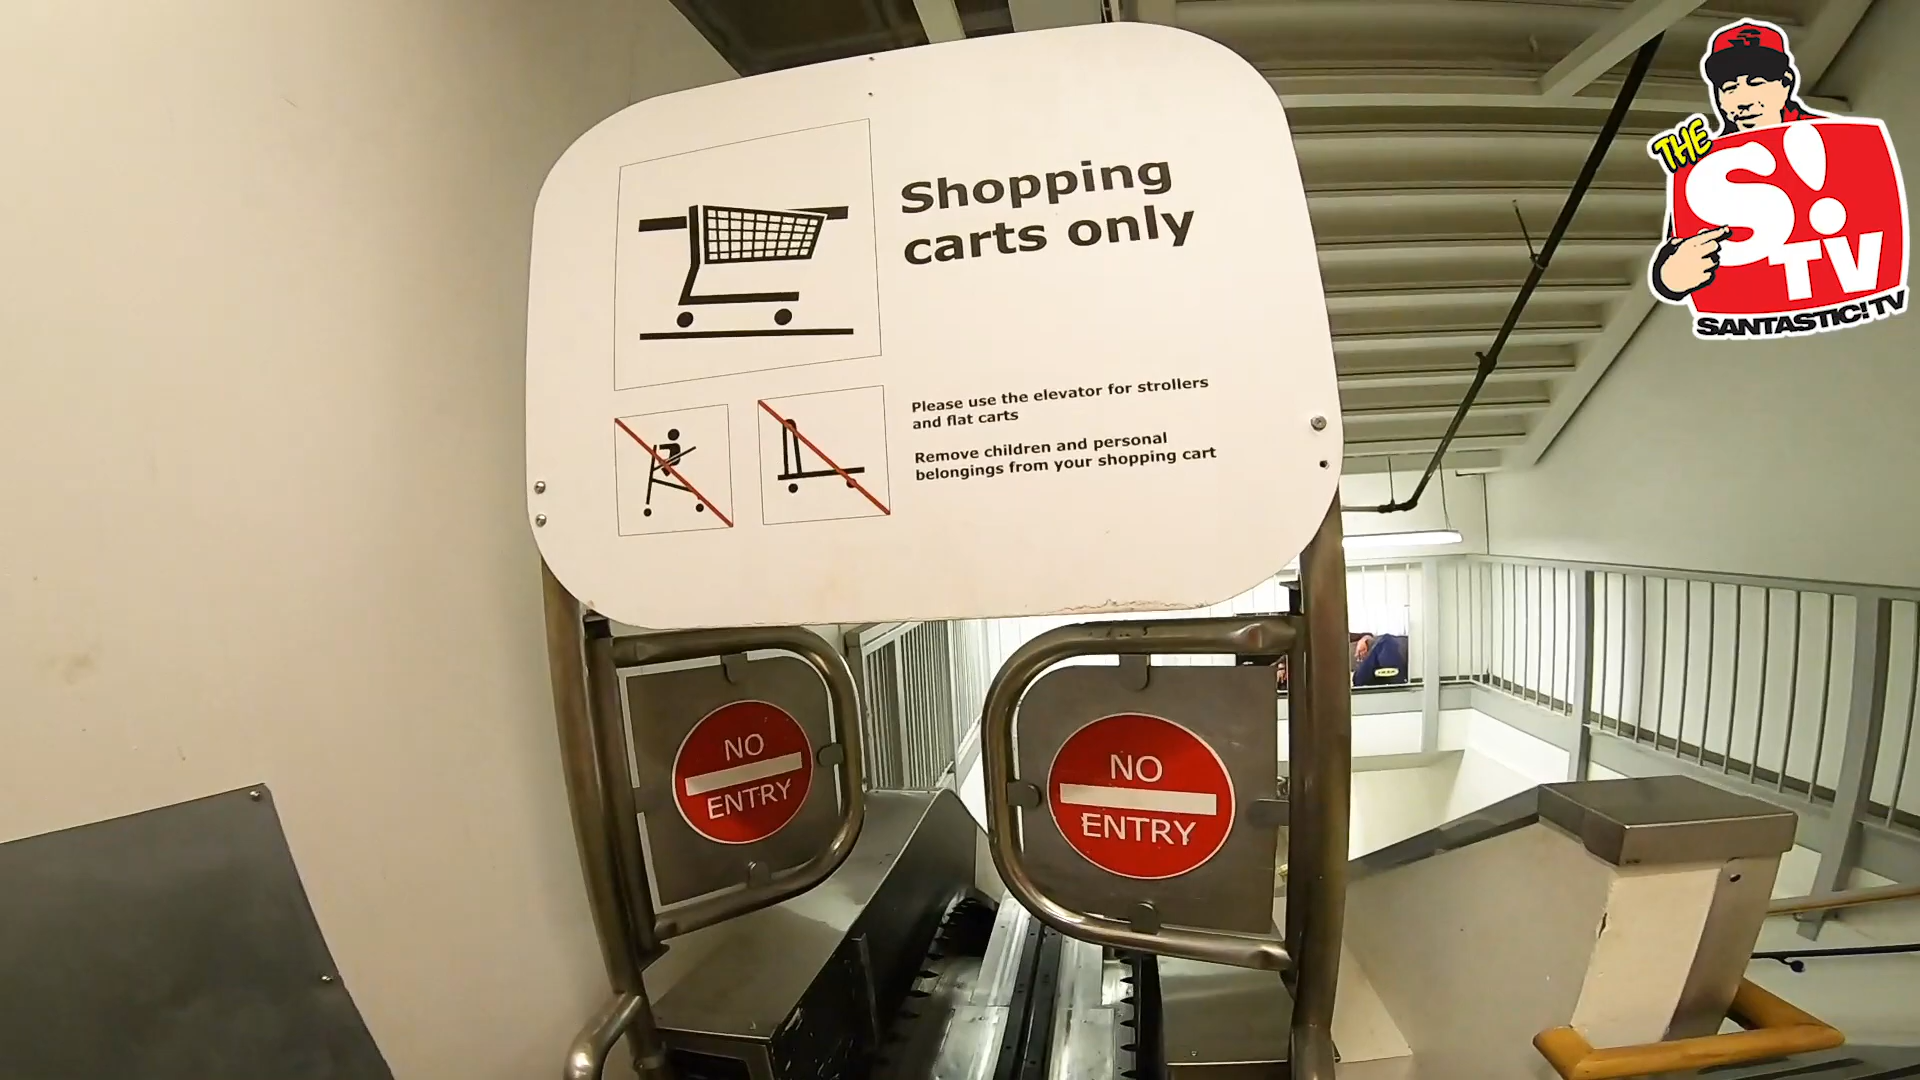 Shopping
carts only
Please use the elevator for strollers
and flat carts
Remove children and personal
belongings from your shopping cart
NO
ENTRY
NO
ENTRY
THE
S!
TV
SANTASTIC!TV